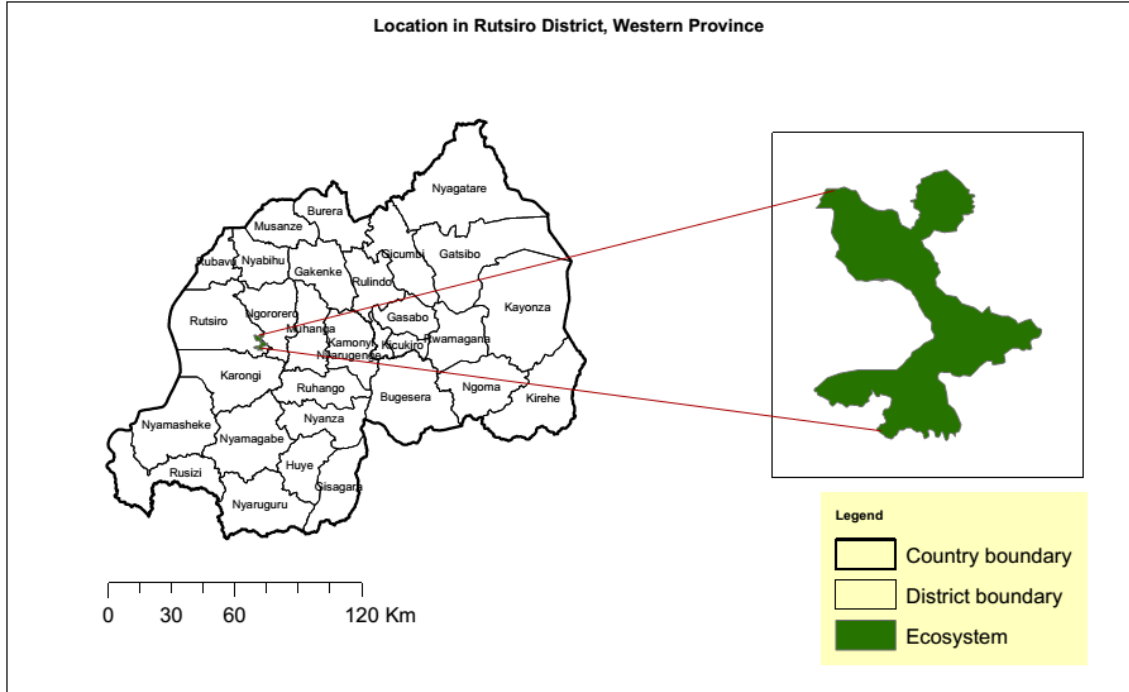 Location in Rutsiro District, Western Province
Nyagatare
Burera
Musanze
Gicumbi
Gatsibo
Rubavu
Nyabihu
Gakenke
Rulindo
Kayonza
Ngororero
Rutsiro
Gasabo
Muhanga
Kamonyi
Kicukiro
Rwamagana
Nyarugenge
Karongi
Ruhango
Bugesera
Ngoma
Kirehe
Nyamasheke
Nyanza
Nyamagabe
Huye
Rusizi
Gisagara
Nyaruguru
Legend
Country boundary
District boundary
Ecosystem
0 30 60 120 Km